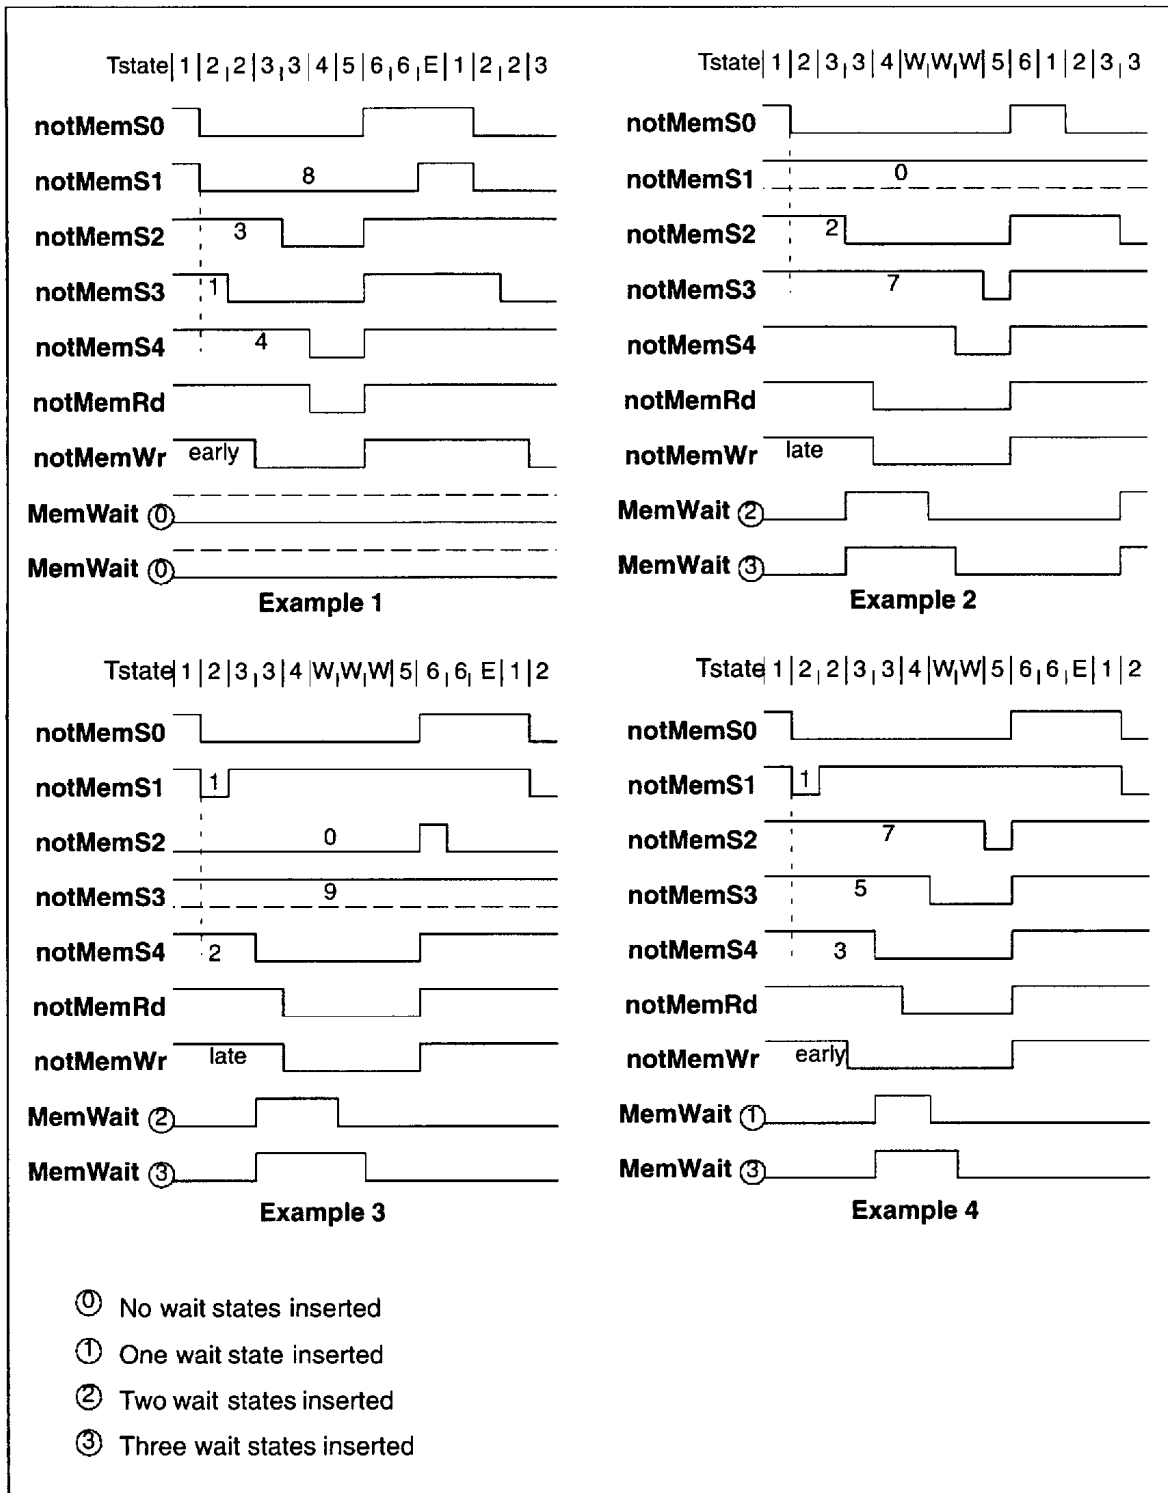 Tstate|1|2|2|3|3|4|5|6|6|E|1|2|2|3
notMemS0
notMemS1 8
notMemS2 3
notMemS3 1
notMemS4 4
notMemRd
notMemWr early
MemWait ⓪
MemWait ⓪
Example 1
Tstate|1|2|3|3|4|W|W|W|5|6|1|2|3|3
notMemS0
notMemS1 0
notMemS2 2
notMemS3 7
notMemS4
notMemRd
notMemWr late
MemWait ②
MemWait ③
Example 2
Tstate|1|2|3|3|4|W|W|W|5|6|6|E|1|2
notMemS0
notMemS1 1
notMemS2 0
notMemS3 9
notMemS4 2
notMemRd
notMemWr late
MemWait ②
MemWait ③
Example 3
Tstate|1|2|2|3|3|4|W|W|5|6|6|E|1|2
notMemS0
notMemS1 1
notMemS2 7
notMemS3 5
notMemS4 3
notMemRd
notMemWr early
MemWait ①
MemWait ③
Example 4
⓪ No wait states inserted
① One wait state inserted
② Two wait states inserted
③ Three wait states inserted